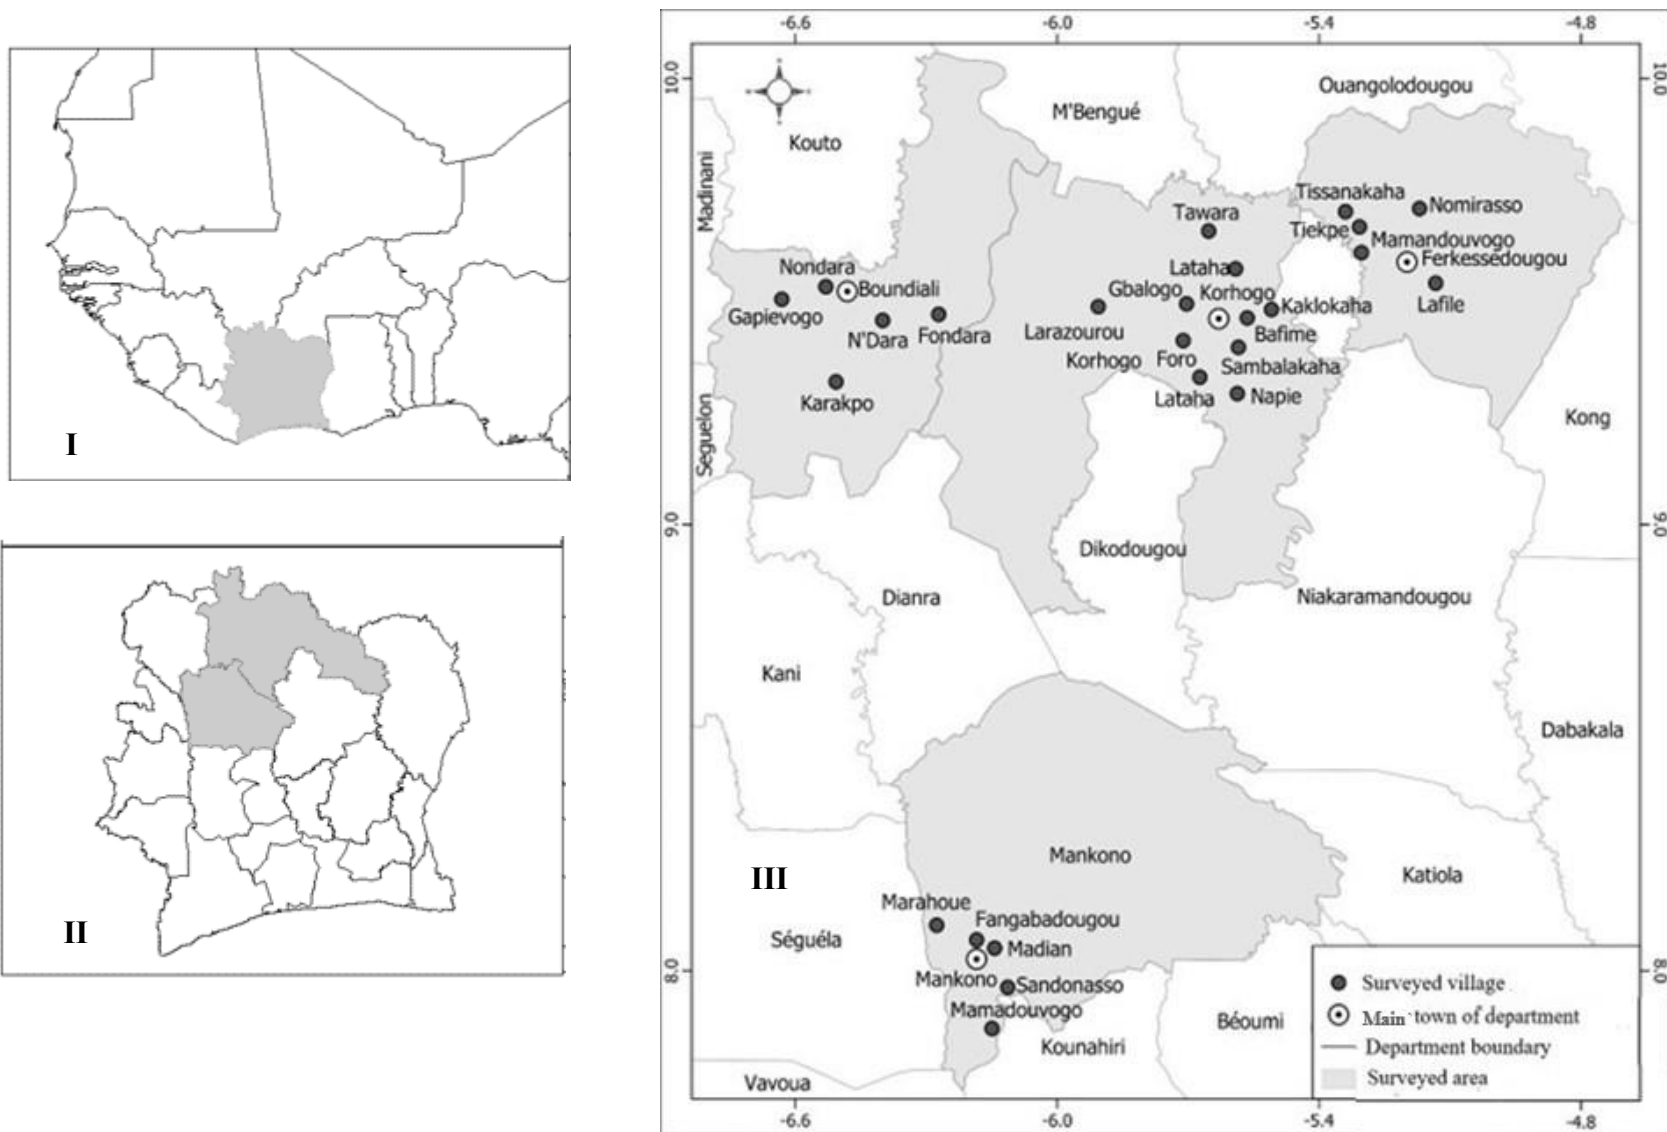 I
II
-6.6
-6.0
-5.4
-4.8
10.0
10.0
Ouangolodougou
M'Bengué
Kouto
Madinani
Tissanakaha
Nomirasso
Tawara
Tiekpe
Mamandouvogo
Ferkessédougou
Lataha
Nondara
Boundiali
Gbalogo
Korhogo
Kaklokaha
Lafile
Gapievogo
N'Dara
Fondara
Larazourou
Bafime
Korhogo
Foro
Sambalakaha
Karakpo
Lataha
Napie
Kong
Seguelon
9.0
9.0
Dikodougou
Dianra
Niakaramandougou
Kani
Dabakala
Mankono
III
Katiola
Marahoue
Fangabadougou
Séguéla
Madian
8.0
8.0
Mankono
Sandonasso
Mamadouvogo
Béoumi
Kounahiri
Vavoua
Surveyed village
Main town of department
Department boundary
Surveyed area
-6.6
-6.0
-5.4
-4.8